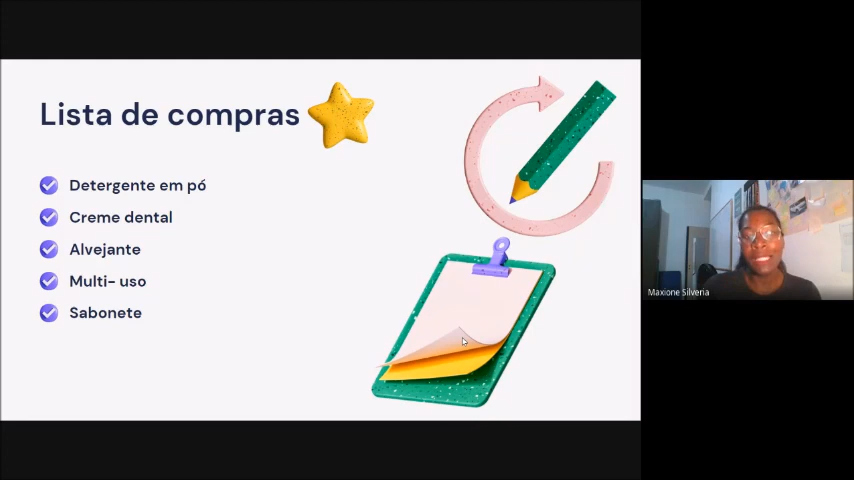 Lista de compras
Detergente em pó
Creme dental
Alvejante
Multi- uso
Sabonete
Maxione Silveria